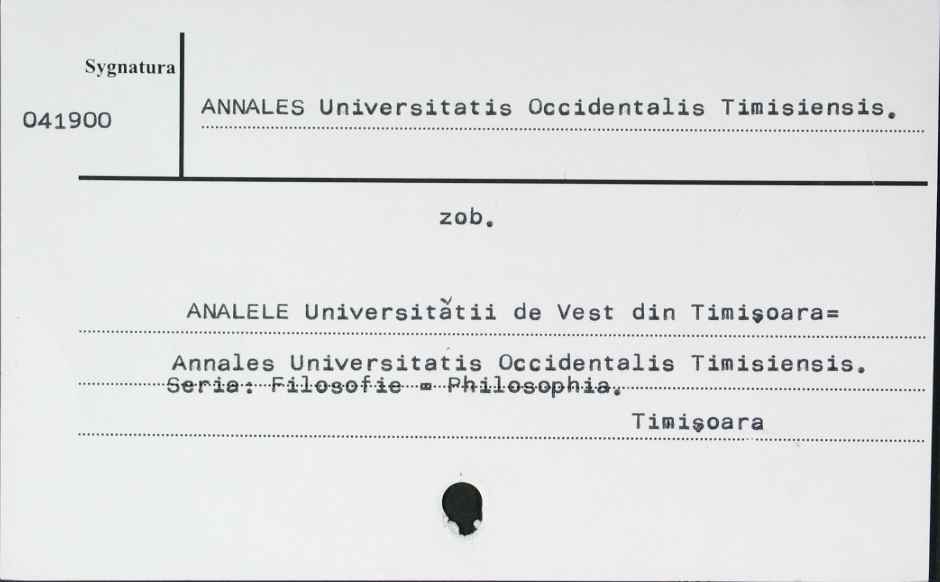 Sygnatura
041900
ANNALES Universitatis Occidentalis Timisiensis.
zob.
ANALELE Universitătii de Vest din Timişoara=
Annales Universitatis Occidentalis Timisiensis.
Seria: Filosofie = Philosophia.
Timişoara